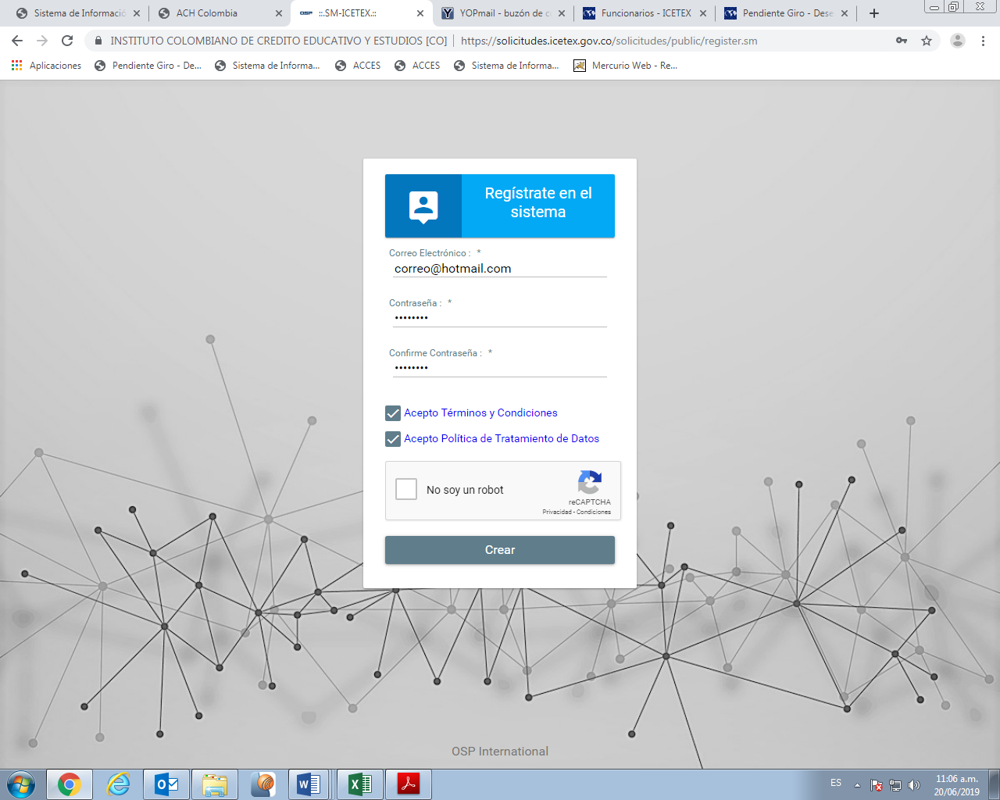 Sistema de Informació
ACH Colombia
OSP
::.SM-ICETEX.::
YOPmail - buzón de c
Funcionarios - ICETEX
Pendiente Giro - Dese
INSTITUTO COLOMBIANO DE CREDITO EDUCATIVO Y ESTUDIOS [CO]
https://solicitudes.icetex.gov.co/solicitudes/public/register.sm
Aplicaciones
Pendiente Giro - De...
Sistema de Informa...
ACCES
ACCES
Sistema de Informa...
Mercurio Web - Re...
Regístrate en el
sistema
Correo Electrónico : *
correo@hotmail.com
Contraseña : *
••••••••
Confirme Contraseña : *
••••••••
Acepto Términos y Condiciones
Acepto Política de Tratamiento de Datos
No soy un robot
reCAPTCHA
Privacidad - Condiciones
Crear
OSP International
ES
11:06 a.m.
20/06/2019